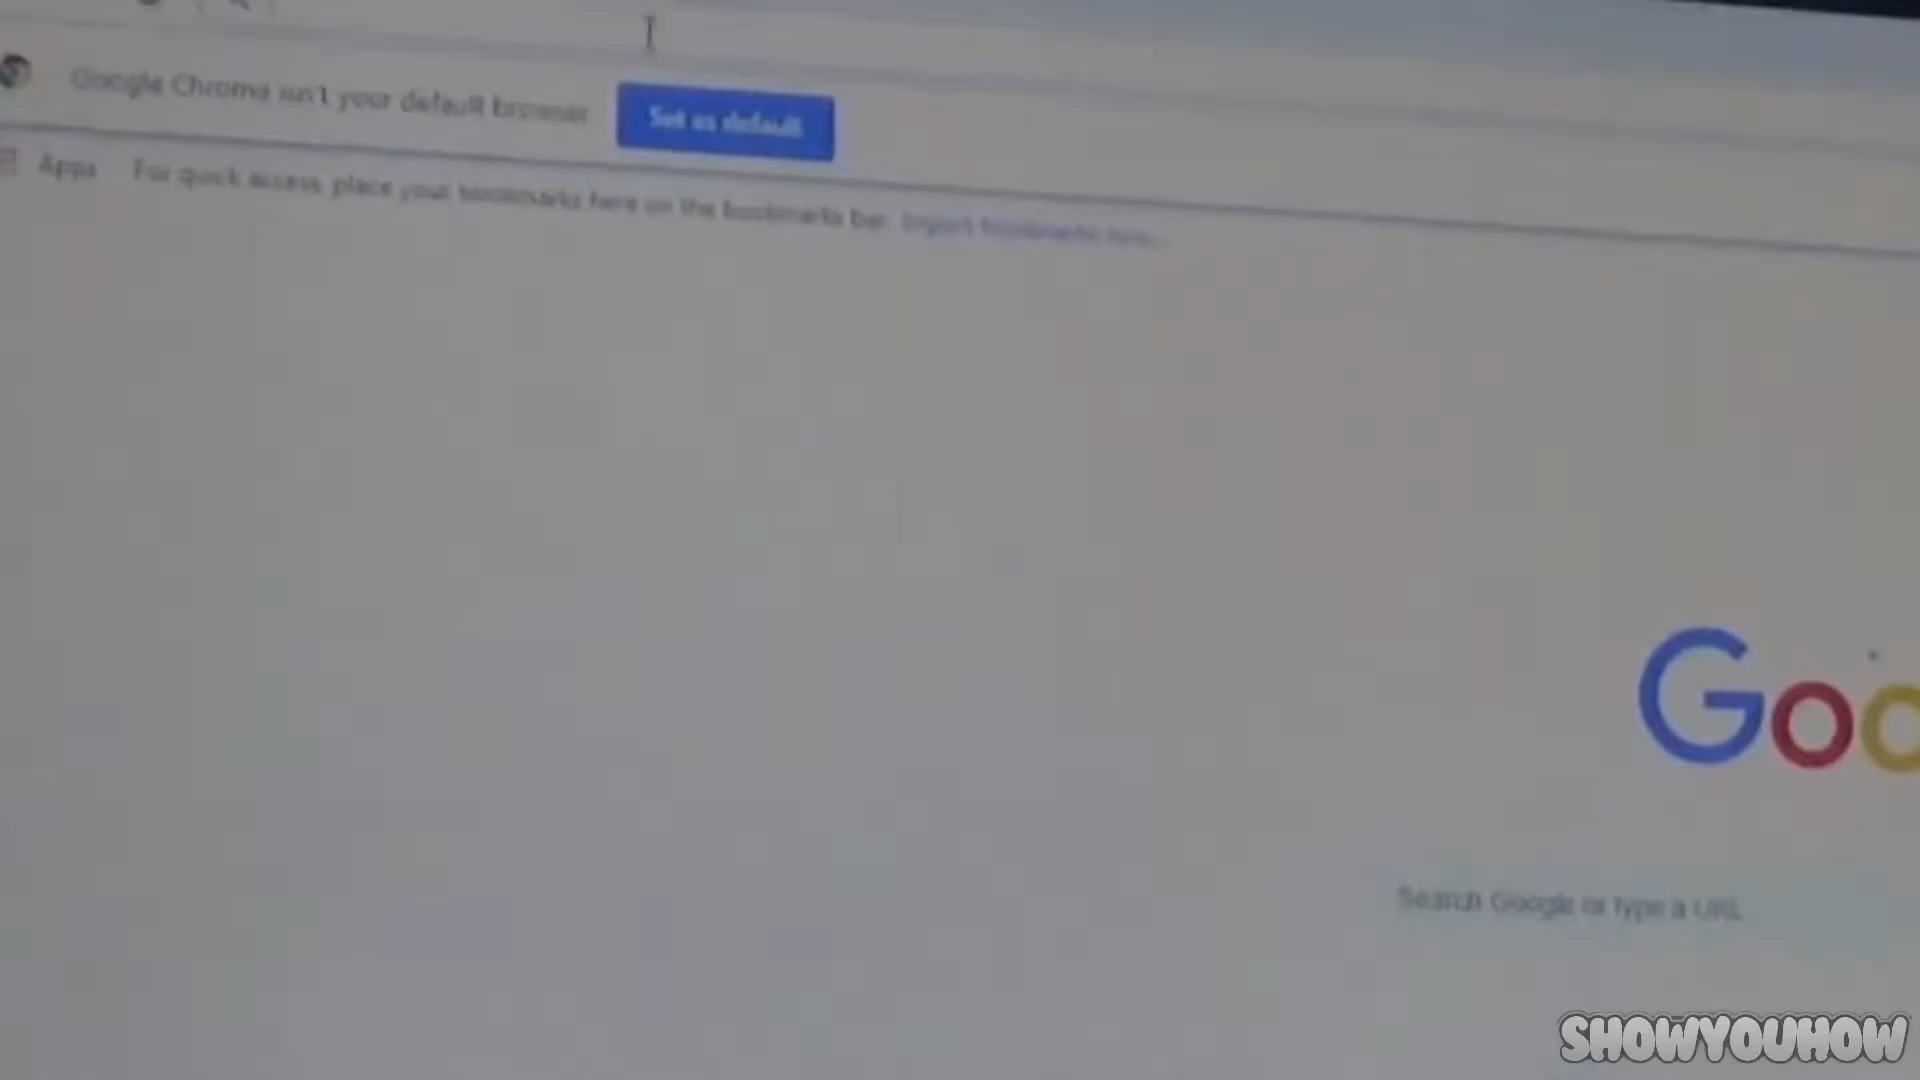 Google Chrome isn't your default browser
Set as default
Apps For quick access, place your bookmarks here on the bookmarks bar. Import bookmarks now...
Goo
Search Google or type a URL
SHOWYOUHOW